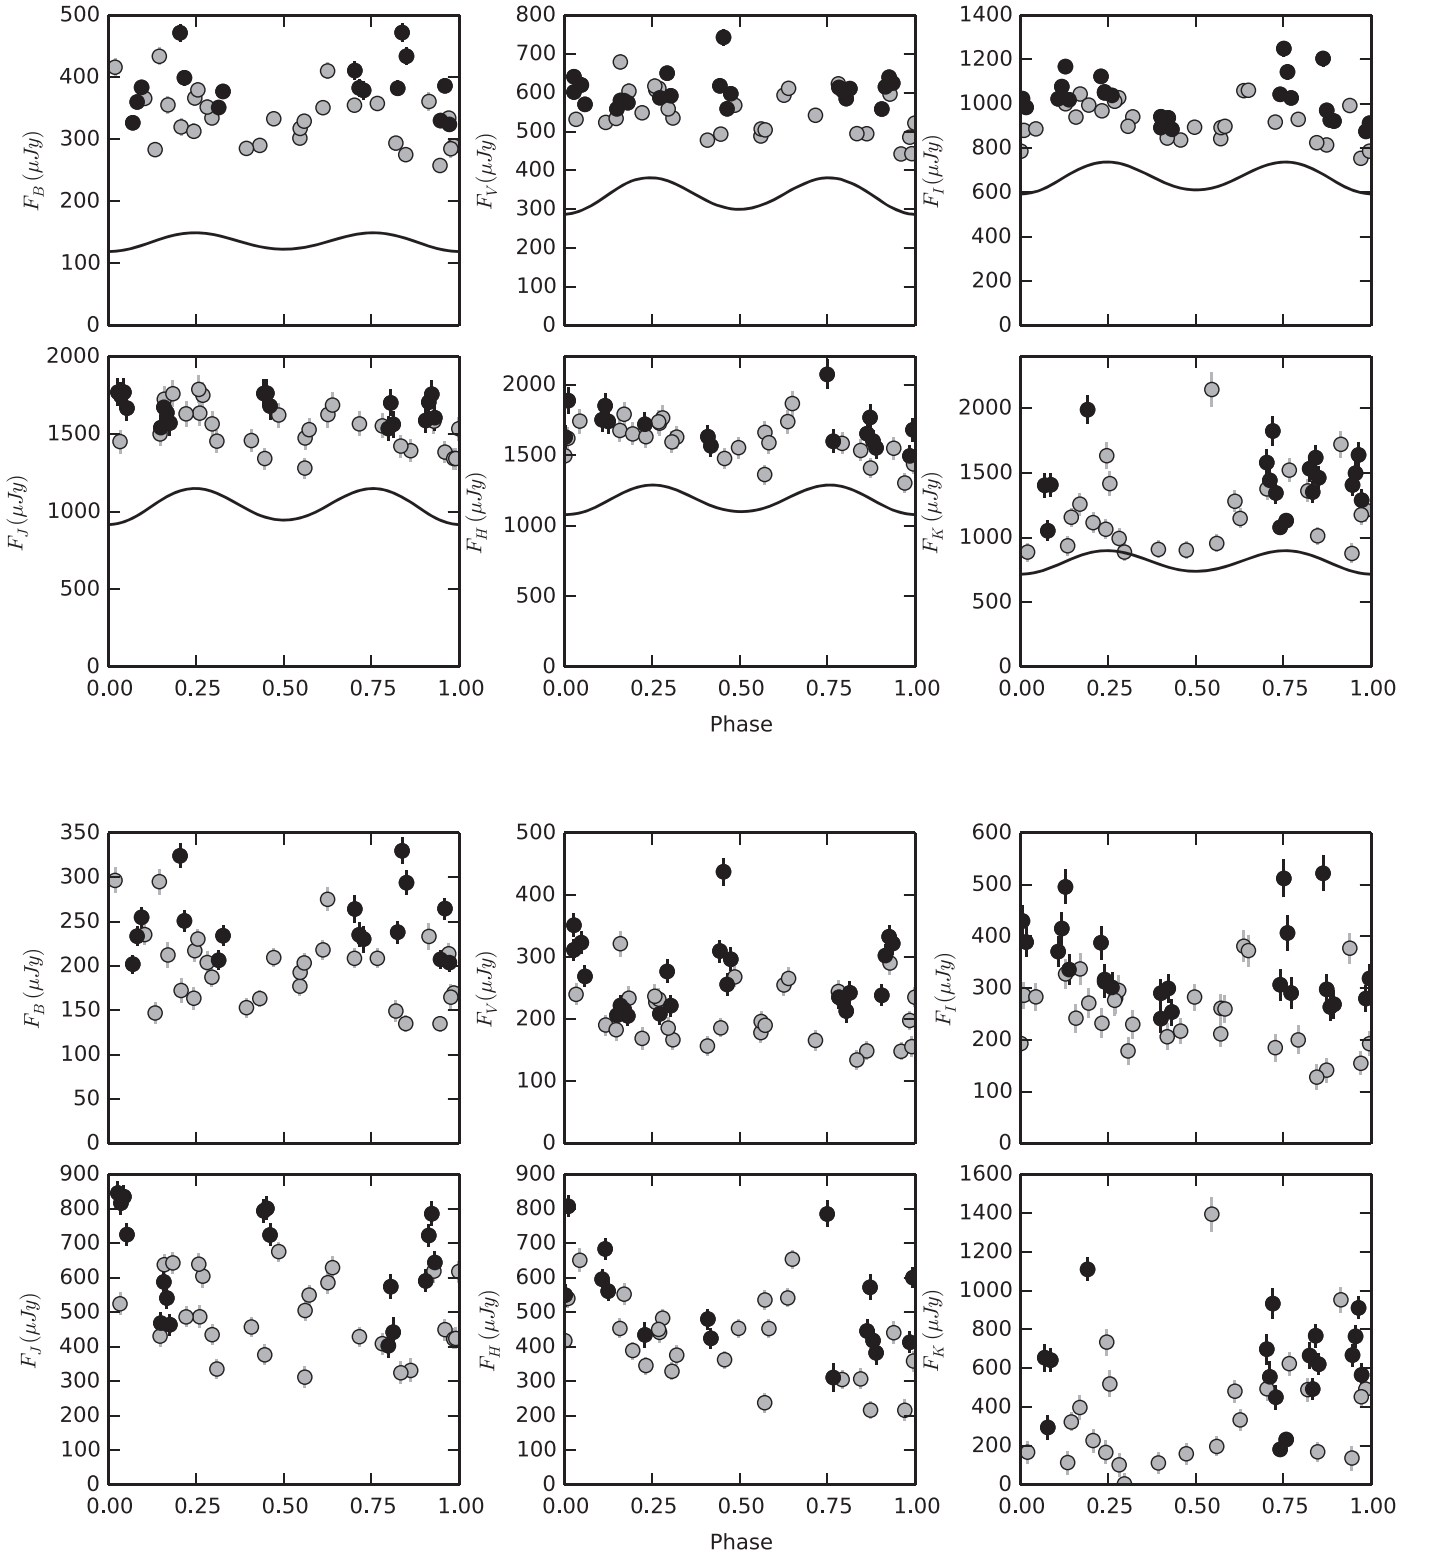 500 400 300 200 100 0
F_B (μJy)
800 700 600 500 400 300 200 100 0
F_V (μJy)
1400 1200 1000 800 600 400 200 0
F_I (μJy)
2000 1500 1000 500 0
F_J (μJy)
0.00 0.25 0.50 0.75 1.00
2000 1500 1000 500 0
F_H (μJy)
0.00 0.25 0.50 0.75 1.00
2000 1500 1000 500 0
F_K (μJy)
0.00 0.25 0.50 0.75 1.00
Phase
350 300 250 200 150 100 50 0
F_B (μJy)
500 400 300 200 100 0
F_V (μJy)
600 500 400 300 200 100 0
F_I (μJy)
900 800 700 600 500 400 300 200 100 0
F_J (μJy)
0.00 0.25 0.50 0.75 1.00
900 800 700 600 500 400 300 200 100 0
F_H (μJy)
0.00 0.25 0.50 0.75 1.00
1600 1400 1200 1000 800 600 400 200 0
F_K (μJy)
0.00 0.25 0.50 0.75 1.00
Phase